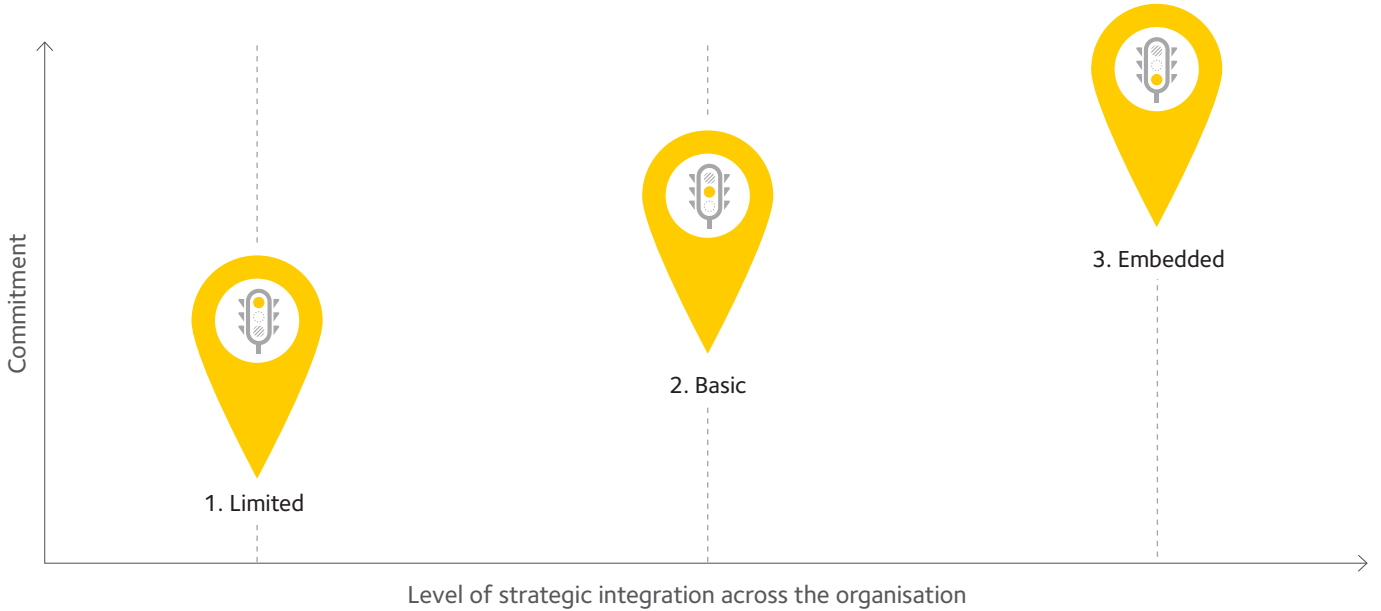 Commitment
1. Limited
2. Basic
3. Embedded
Level of strategic integration across the organisation